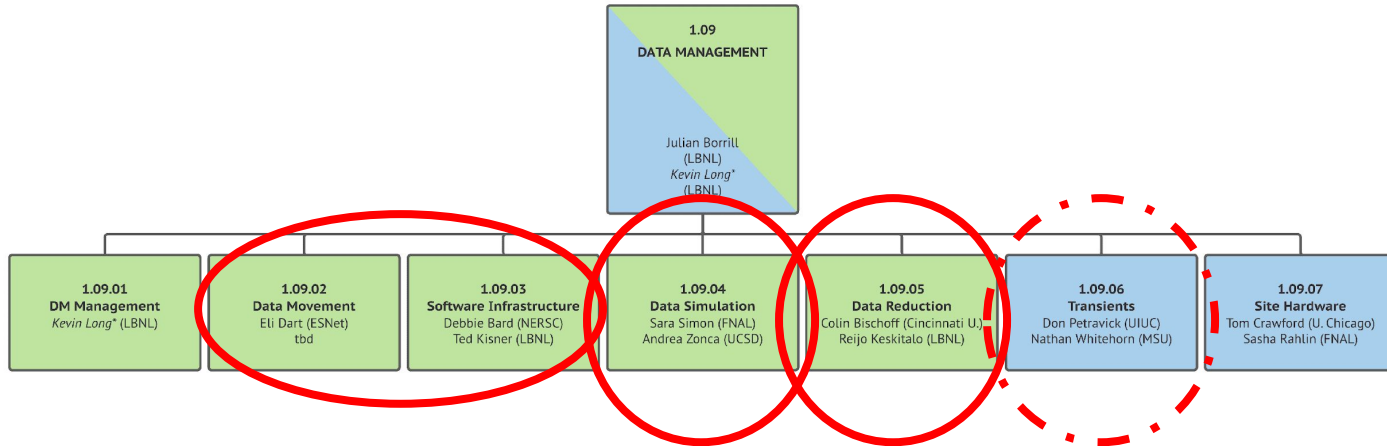 1.09
DATA MANAGEMENT
Julian Borrill
(LBNL)
Kevin Long*
(LBNL)
1.09.01
DM Management
Kevin Long* (LBNL)
1.09.02
Data Movement
Eli Dart (ESNet)
tbd
1.09.03
Software Infrastructure
Debbie Bard (NERSC)
Ted Kisner (LBNL)
1.09.04
Data Simulation
Sara Simon (FNAL)
Andrea Zonca (UCSD)
1.09.05
Data Reduction
Colin Bischoff (Cincinnati U.)
Reijo Keskitalo (LBNL)
1.09.06
Transients
Don Petravick (UIUC)
Nathan Whitehorn (MSU)
1.09.07
Site Hardware
Tom Crawford (U. Chicago)
Sasha Rahlin (FNAL)